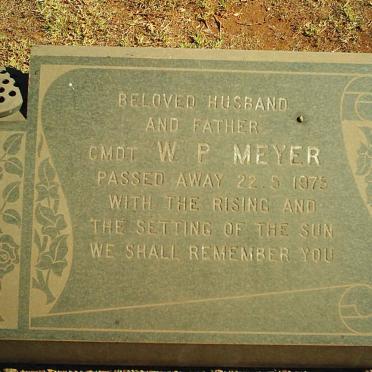 BELOVED HUSBAND
AND FATHER
CMDT W. P. MEYER
PASSED AWAY 22.5.1975
WITH THE RISING AND
THE SETTING OF THE SUN
WE SHALL REMEMBER YOU